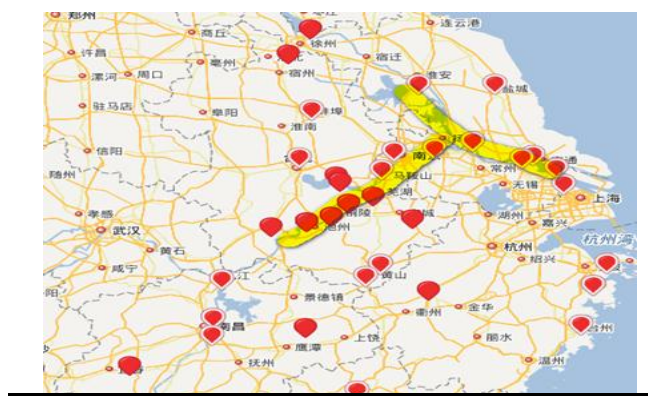 郑州
商丘
连云港
徐州
许昌
亳州
宿州
宿迁
淮安
漯河
周口
盐城
驻马店
阜阳
淮南
信阳
随州
马鞍山
常州
无锡
芜湖
上海
孝感
武汉
铜陵
池州
湖州
嘉兴
杭州
杭州湾
黄石
绍兴
咸宁
黄山
景德镇
衢州
金华
南昌
鹰潭
上饶
丽水
台州
抚州
温州